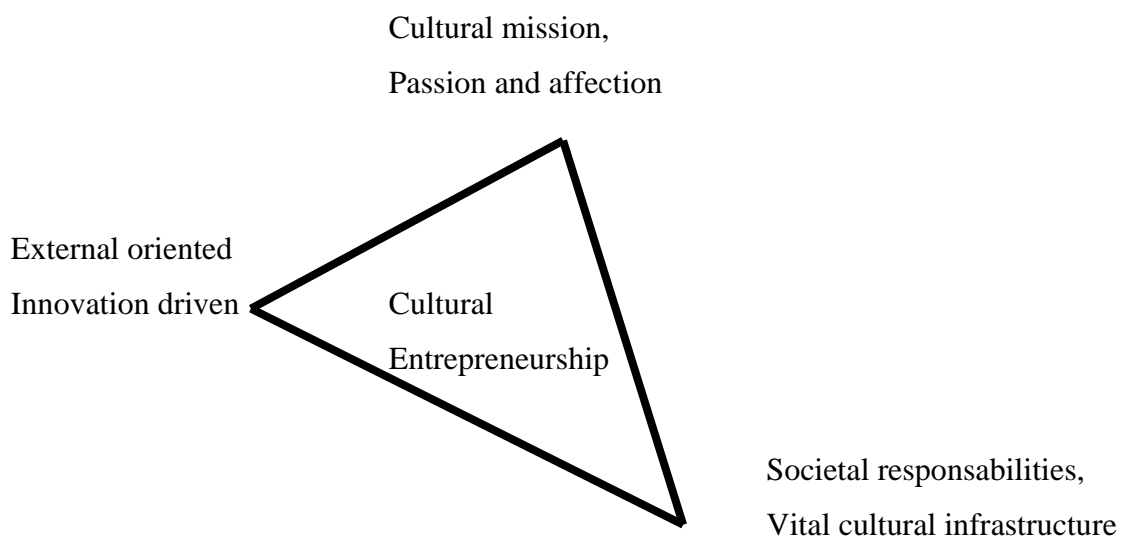 Cultural mission,
Passion and affection
External oriented
Innovation driven
Cultural
Entrepreneurship
Societal responsabilities,
Vital cultural infrastructure